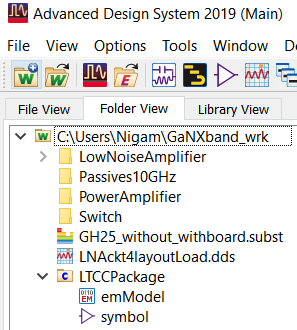 Advanced Design System 2019 (Main)
File View Options Tools Window
File View Folder View Library View
C:\Users\Nigam\GaNXband_wrk
LowNoiseAmplifier
Passives10GHz
PowerAmplifier
Switch
GH25_without_withboard.subst
LNAckt4layoutLoad.dds
LTCCPackage
emModel
symbol